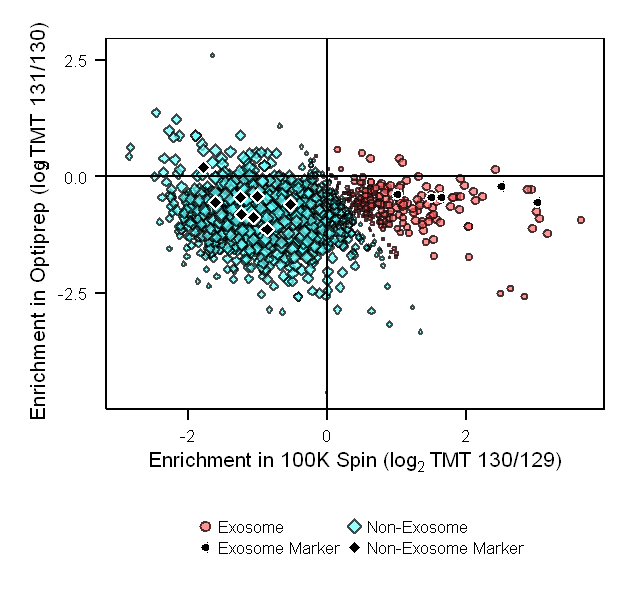 Enrichment in Optiprep (log TMT 131/130)
2.5
0.0
-2.5
-2
0
2
Enrichment in 100K Spin (log₂ TMT 130/129)
Exosome
Non-Exosome
Exosome Marker
Non-Exosome Marker